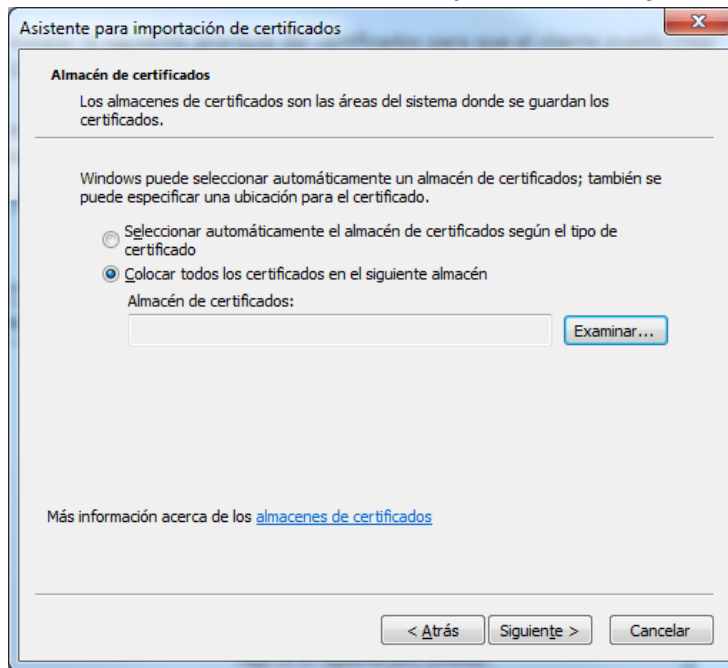 Asistente para importación de certificados
Almacén de certificados
Los almacenes de certificados son las áreas del sistema donde se guardan los
certificados.
Windows puede seleccionar automáticamente un almacén de certificados; también se
puede especificar una ubicación para el certificado.
Seleccionar automáticamente el almacén de certificados según el tipo de
certificado
Colocar todos los certificados en el siguiente almacén
Almacén de certificados:
Examinar...
Más información acerca de los almacenes de certificados
< Atrás
Siguiente >
Cancelar